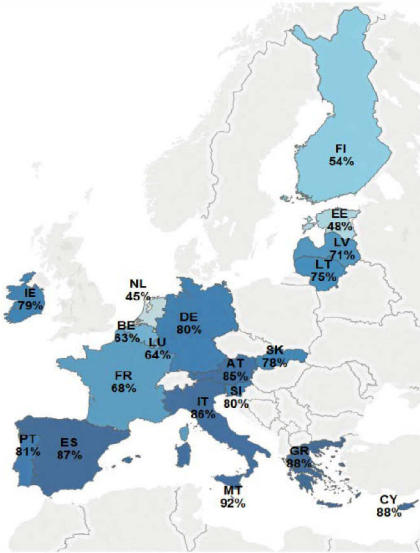 FI
54%
EE
48%
LV
71%
LT
75%
IE
79%
NL
45%
DE
80%
BE
63%
LU
64%
SK
78%
AT
85%
FR
68%
SI
80%
IT
86%
PT
81%
ES
87%
GR
88%
MT
92%
CY
88%